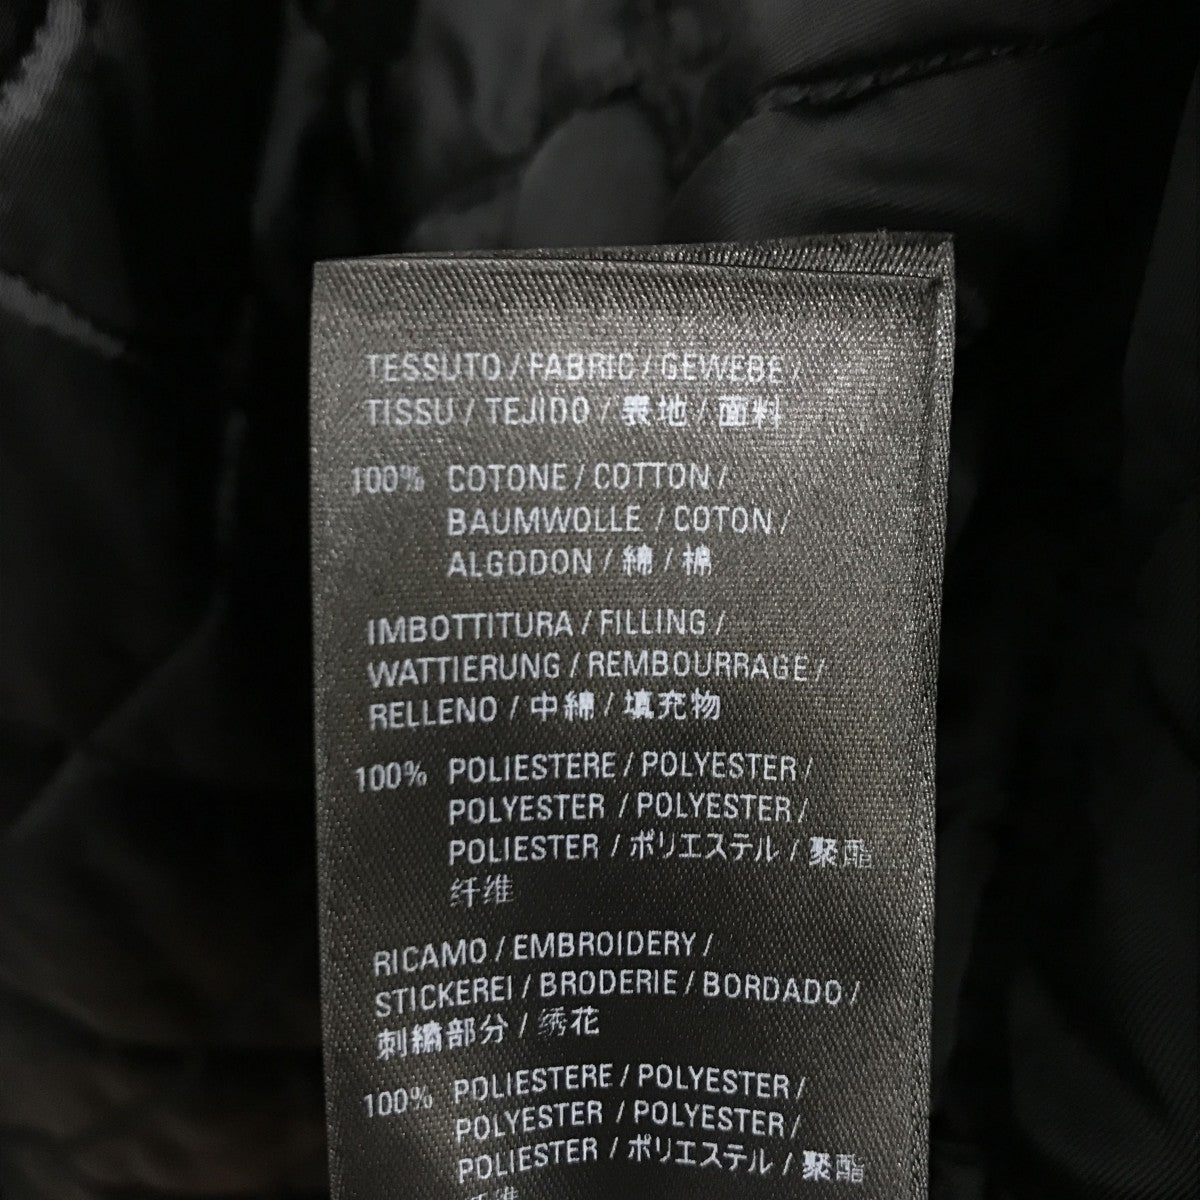 TESSUTO / FABRIC / GEWEBE /
TISSU / TEJIDO / 表地 / 面料
100% COTONE / COTTON /
BAUMWOLLE / COTON /
ALGODON / 綿 / 棉
IMBOTTITURA / FILLING /
WATTIERUNG / REMBOURRAGE /
RELLENO / 中綿 / 填充物
100% POLIESTERE / POLYESTER /
POLYESTER / POLYESTER /
POLIESTER / ポリエステル / 聚酯
纤维
RICAMO / EMBROIDERY /
STICKEREI / BRODERIE / BORDADO /
刺繍部分 / 绣花
100% POLIESTERE / POLYESTER /
POLYESTER / POLYESTER /
POLIESTER / ポリエステル / 聚酯
纤维